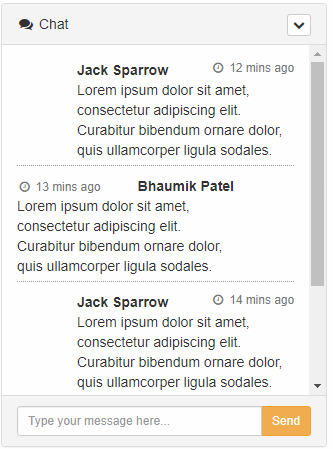 Chat
Jack Sparrow 12 mins ago
Lorem ipsum dolor sit amet,
consectetur adipiscing elit.
Curabitur bibendum ornare dolor,
quis ullamcorper ligula sodales.
13 mins ago Bhaumik Patel
Lorem ipsum dolor sit amet,
consectetur adipiscing elit.
Curabitur bibendum ornare dolor,
quis ullamcorper ligula sodales.
Jack Sparrow 14 mins ago
Lorem ipsum dolor sit amet,
consectetur adipiscing elit.
Curabitur bibendum ornare dolor,
quis ullamcorper ligula sodales.
Type your message here... Send